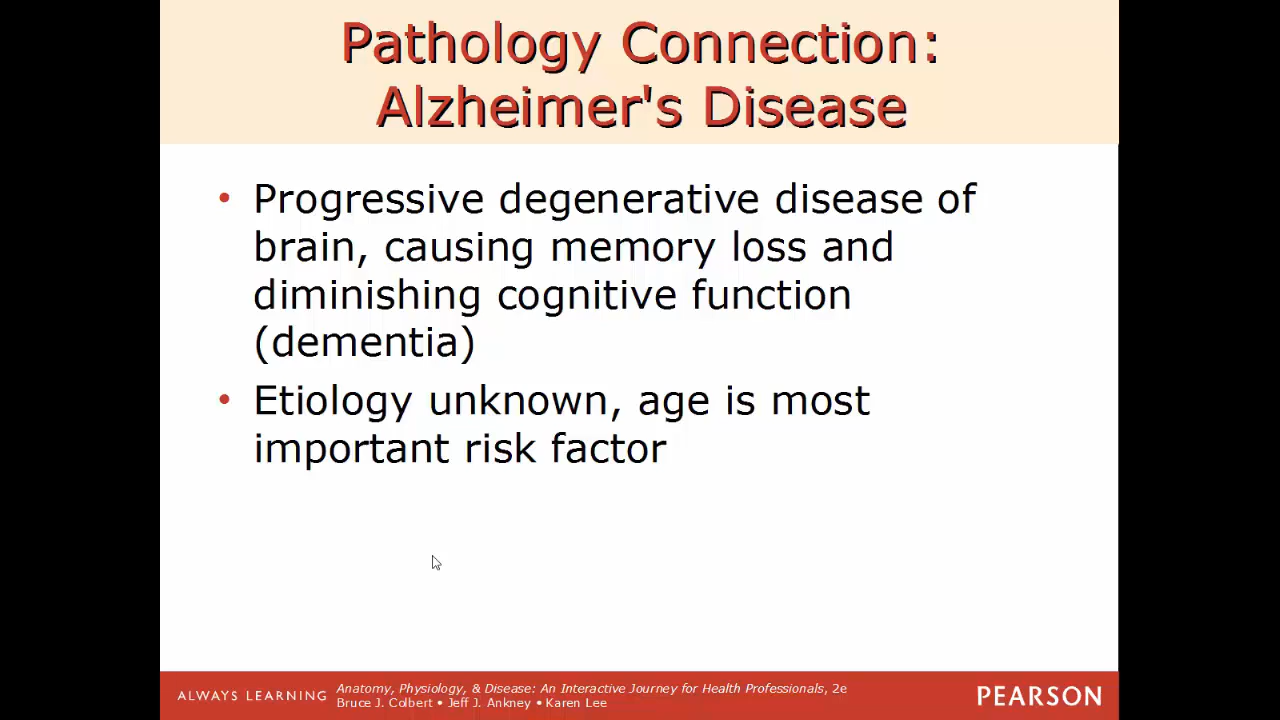 Pathology Connection:
Alzheimer's Disease
• Progressive degenerative disease of
brain, causing memory loss and
diminishing cognitive function
(dementia)
• Etiology unknown, age is most
important risk factor
ALWAYS LEARNING
Anatomy, Physiology, & Disease: An Interactive Journey for Health Professionals, 2e
Bruce J. Colbert • Jeff J. Ankney • Karen Lee
PEARSON